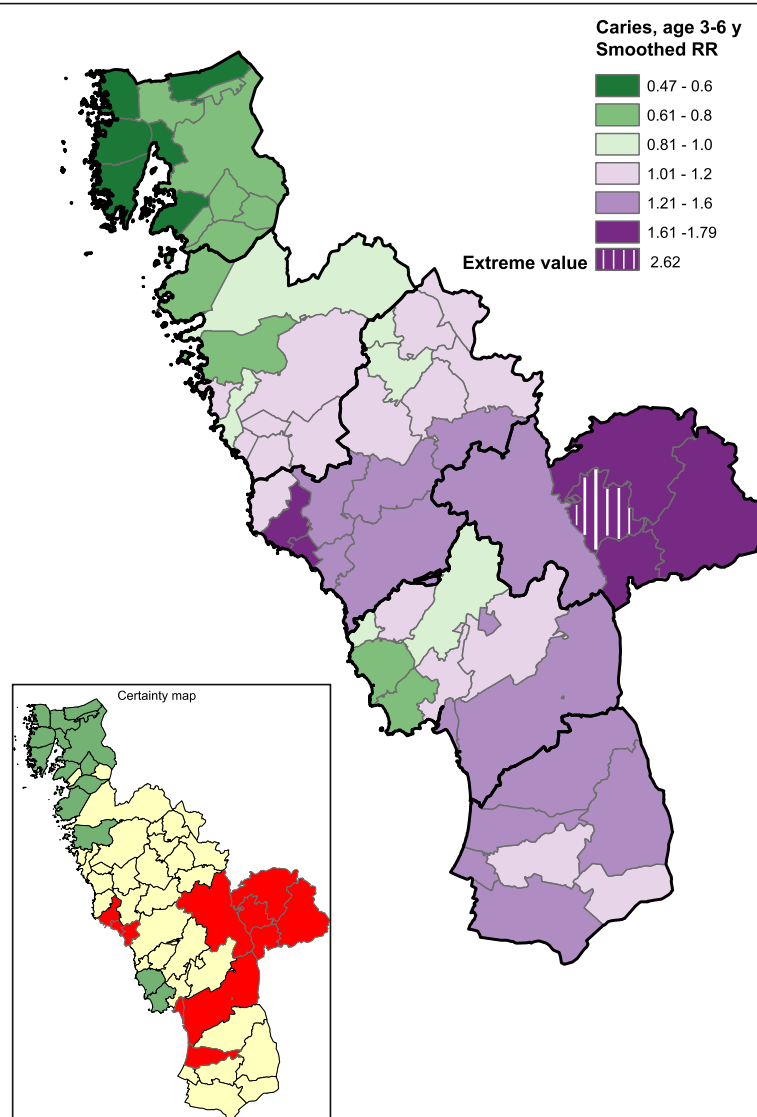 Caries, age 3-6 y
Smoothed RR
0.47 - 0.6
0.61 - 0.8
0.81 - 1.0
1.01 - 1.2
1.21 - 1.6
1.61 -1.79
Extreme value 2.62
Certainty map